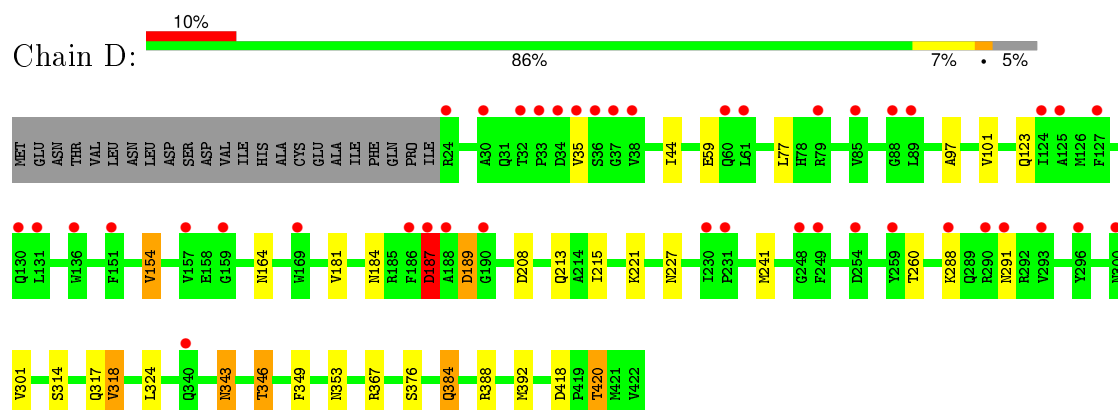 10%
Chain D:
86% 7% • 5%
MET GLU ASN THR VAL LEU ASN LEU ASP SER ASP VAL ILE HIS ALA CYS GLU ALA ILE PHE GLN PRO ILE R24 A30 Q31 T32 P33 D34 V35 S36 G37 V38 I44 E59 Q60 L61 L77 H78 R79 V85 G88 L89 A97 V101 Q123 I124 A125 M126 F127
Q130 L131 W136 F151 V154 V157 E158 G159 N164 W169 V181 N184 R185 F186 D187 A188 D189 G190 D208 Q213 A214 I215 K221 N227 I230 P231 M241 G248 F249 D254 Y259 T260 K288 Q289 R290 N291 R292 V293 Y296 N300
V301 S314 Q317 V318 L324 Q340 N343 T346 F349 N353 R367 S376 Q384 R388 M392 D418 P419 T420 M421 V422